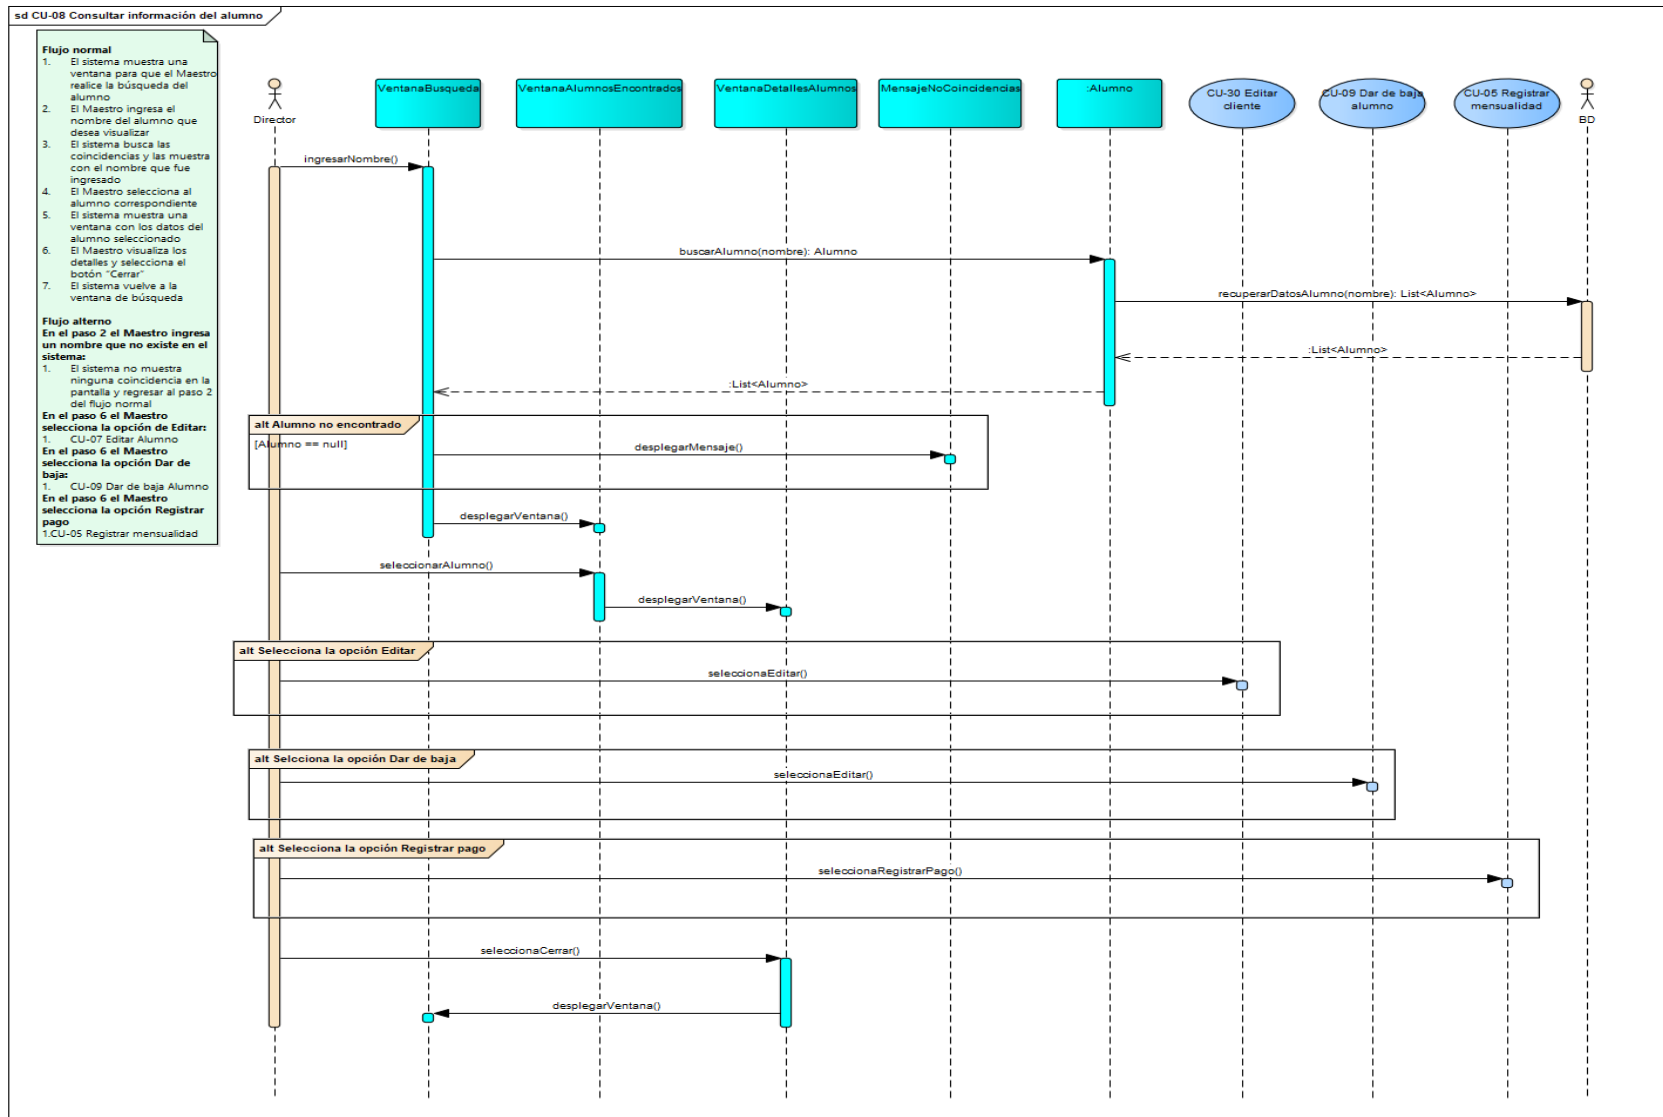 sd CU-08 Consultar información del alumno
Flujo normal
1. El sistema muestra una
ventana para que el Maestro
realice la búsqueda del
alumno
2. El Maestro ingresa el
nombre del alumno que
desea visualizar
3. El sistema busca las
coincidencias y las muestra
con el nombre que fue
ingresado
4. El Maestro selecciona al
alumno correspondiente
5. El sistema muestra una
ventana con los datos del
alumno seleccionado
6. El Maestro visualiza los
detalles y selecciona el
botón "Cerrar"
7. El sistema vuelve a la
ventana de búsqueda
Flujo alterno
En el paso 2 el Maestro ingresa
un nombre que no existe en el
sistema:
1. El sistema no muestra
ninguna coincidencia en la
pantalla y regresar al paso 2
del flujo normal
En el paso 6 el Maestro
selecciona la opción de Editar:
1. CU-07 Editar Alumno
En el paso 6 el Maestro
selecciona la opción Dar de
baja:
1. CU-09 Dar de baja Alumno
En el paso 6 el Maestro
selecciona la opción Registrar
pago
1.CU-05 Registrar mensualidad
Director
VentanaBusqueda
VentanaAlumnosEncontrados
VentanaDetallesAlumnos
MensajeNoCoincidencias
:Alumno
CU-30 Editar
cliente
CU-09 Dar de baja
alumno
CU-05 Registrar
mensualidad
BD
ingresarNombre()
buscarAlumno(nombre): Alumno
recuperarDatosAlumno(nombre): List<Alumno>
:List<Alumno>
:List<Alumno>
alt Alumno no encontrado
[Alumno == null]
desplegarMensaje()
desplegarVentana()
seleccionarAlumno()
desplegarVentana()
alt Selecciona la opción Editar
seleccionaEditar()
alt Selcciona la opción Dar de baja
seleccionaEditar()
alt Selecciona la opción Registrar pago
seleccionaRegistrarPago()
seleccionaCerrar()
desplegarVentana()